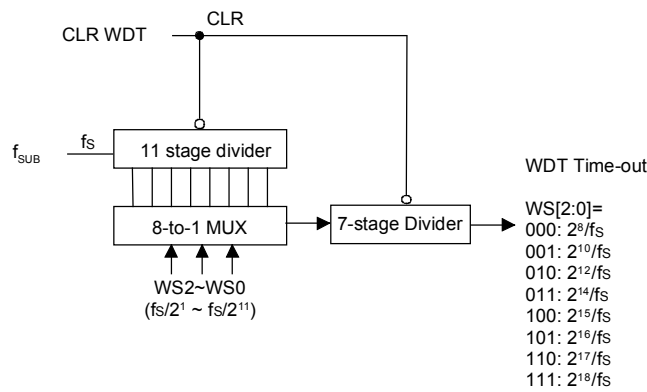 CLR
CLR WDT
fS
fSUB
11 stage divider
8-to-1 MUX
7-stage Divider
WS2~WS0
(fS/2¹ ~ fS/2¹¹)
WDT Time-out
WS[2:0]=
000: 2⁸/fS
001: 2¹⁰/fS
010: 2¹²/fS
011: 2¹⁴/fS
100: 2¹⁵/fS
101: 2¹⁶/fS
110: 2¹⁷/fS
111: 2¹⁸/fS